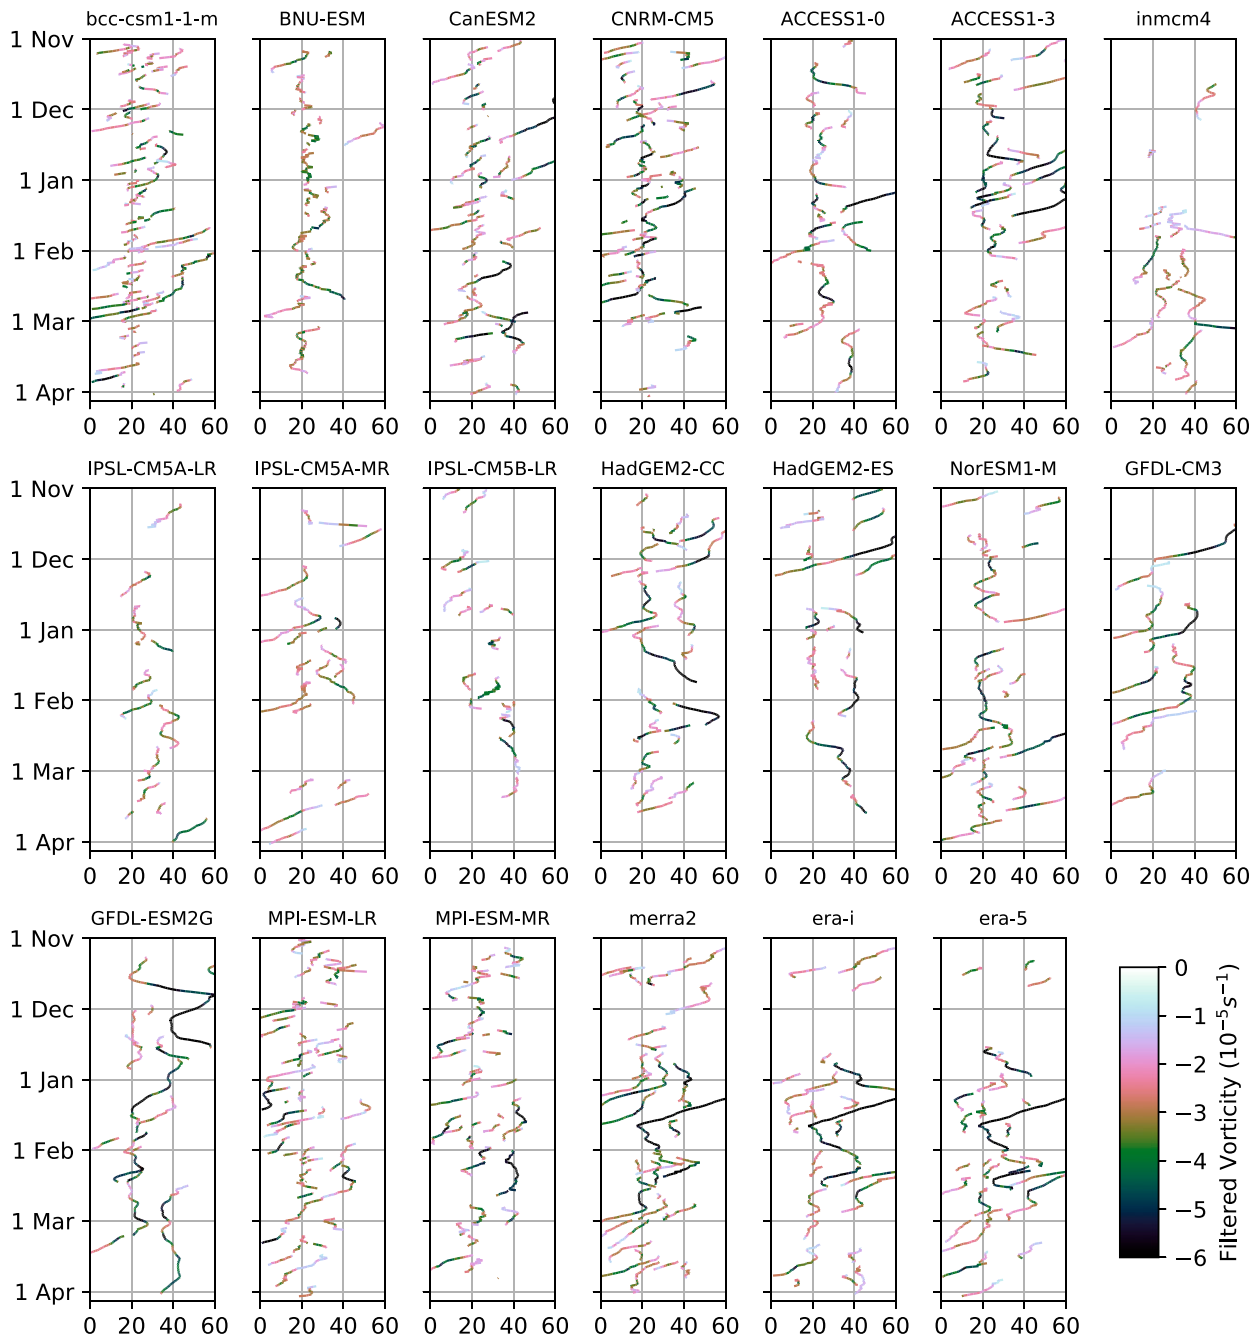 bcc-csm1-1-m BNU-ESM CanESM2 CNRM-CM5 ACCESS1-0 ACCESS1-3 inmcm4
1 Nov
1 Dec
1 Jan
1 Feb
1 Mar
1 Apr
0 20 40 60 0 20 40 60 0 20 40 60 0 20 40 60 0 20 40 60 0 20 40 60 0 20 40 60
IPSL-CM5A-LR IPSL-CM5A-MR IPSL-CM5B-LR HadGEM2-CC HadGEM2-ES NorESM1-M GFDL-CM3
1 Nov
1 Dec
1 Jan
1 Feb
1 Mar
1 Apr
0 20 40 60 0 20 40 60 0 20 40 60 0 20 40 60 0 20 40 60 0 20 40 60 0 20 40 60
GFDL-ESM2G MPI-ESM-LR MPI-ESM-MR merra2 era-i era-5
1 Nov
1 Dec
1 Jan
1 Feb
1 Mar
1 Apr
0 20 40 60 0 20 40 60 0 20 40 60 0 20 40 60 0 20 40 60 0 20 40 60
0
−1
−2
−3
−4
−5
−6
Filtered Vorticity (10⁻⁵s⁻¹)